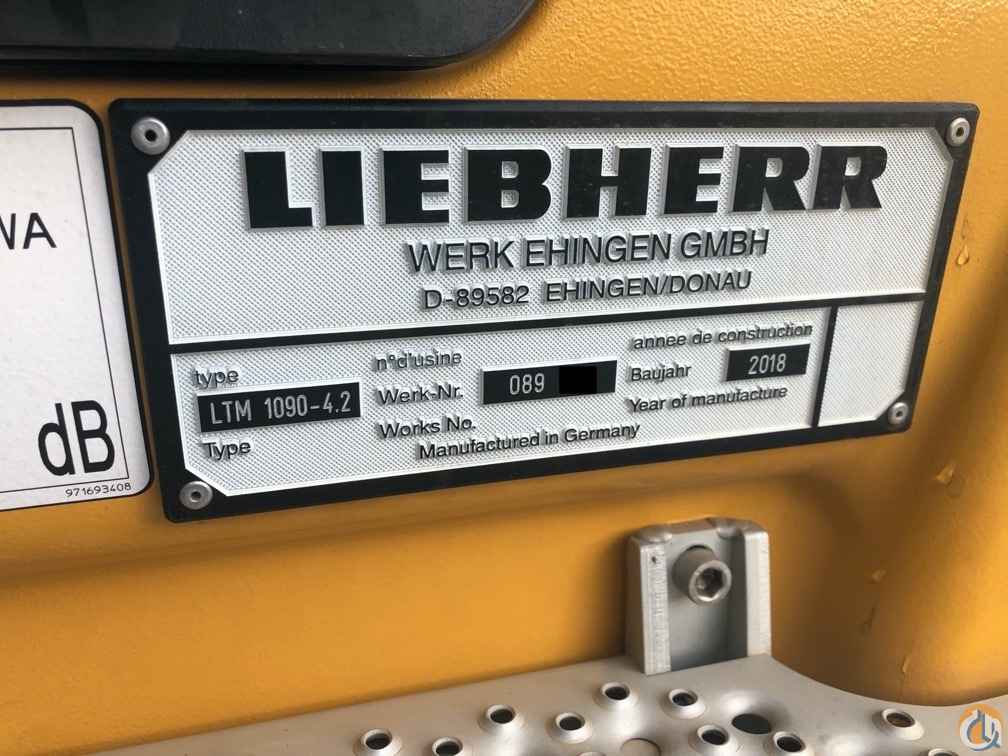 LIEBHERR
WERK EHINGEN GMBH
D-89582 EHINGEN/DONAU
type
LTM 1090-4.2
Type
n°d'usine
Werk-Nr.
089
Works No.
annee de construction
Baujahr
2018
Year of manufacture
Manufactured in Germany
WA
dB
971693408